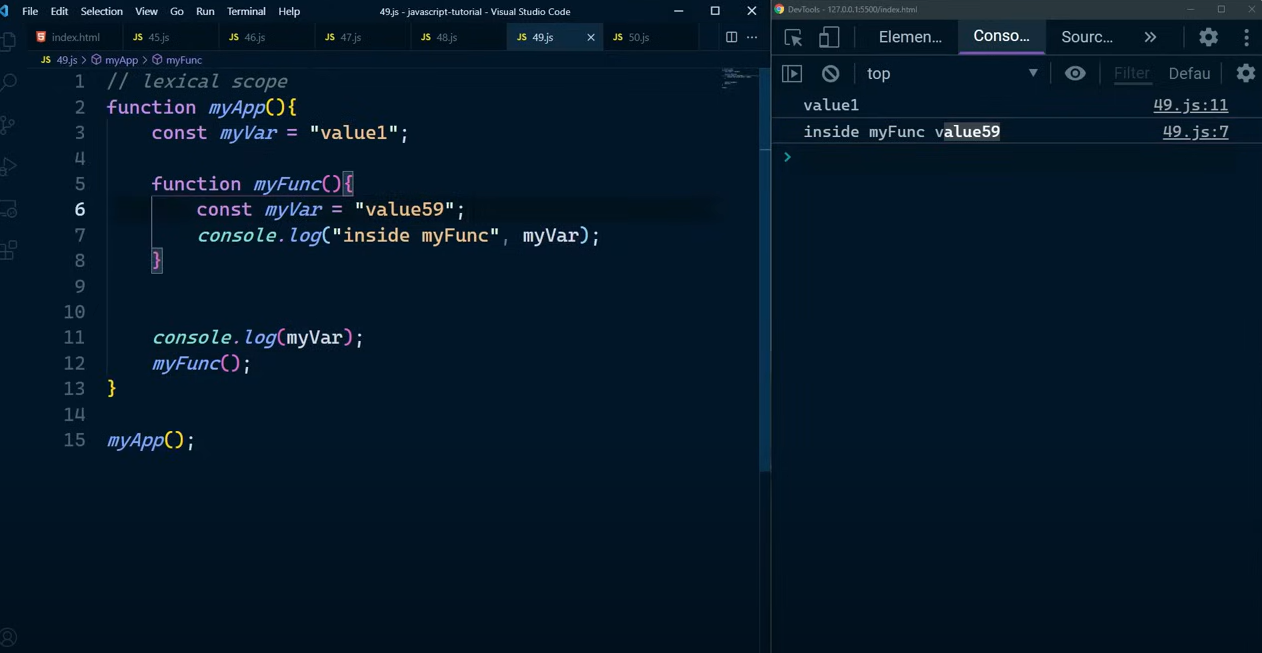 File Edit Selection View Go Run Terminal Help 49.js - javascript-tutorial - Visual Studio Code
index.html JS 45.js JS 46.js JS 47.js JS 48.js JS 49.js JS 50.js
JS 49.js > myApp > myFunc
1 // lexical scope
2 function myApp(){
3 const myVar = "value1";
4
5 function myFunc(){
6 const myVar = "value59";
7 console.log("inside myFunc", myVar);
8 }
9
10
11 console.log(myVar);
12 myFunc();
13 }
14
15 myApp();
DevTools - 127.0.0.1:5500/index.html
Elemen... Conso... Sourc...
top Filter Defau
value1 49.js:11
inside myFunc value59 49.js:7